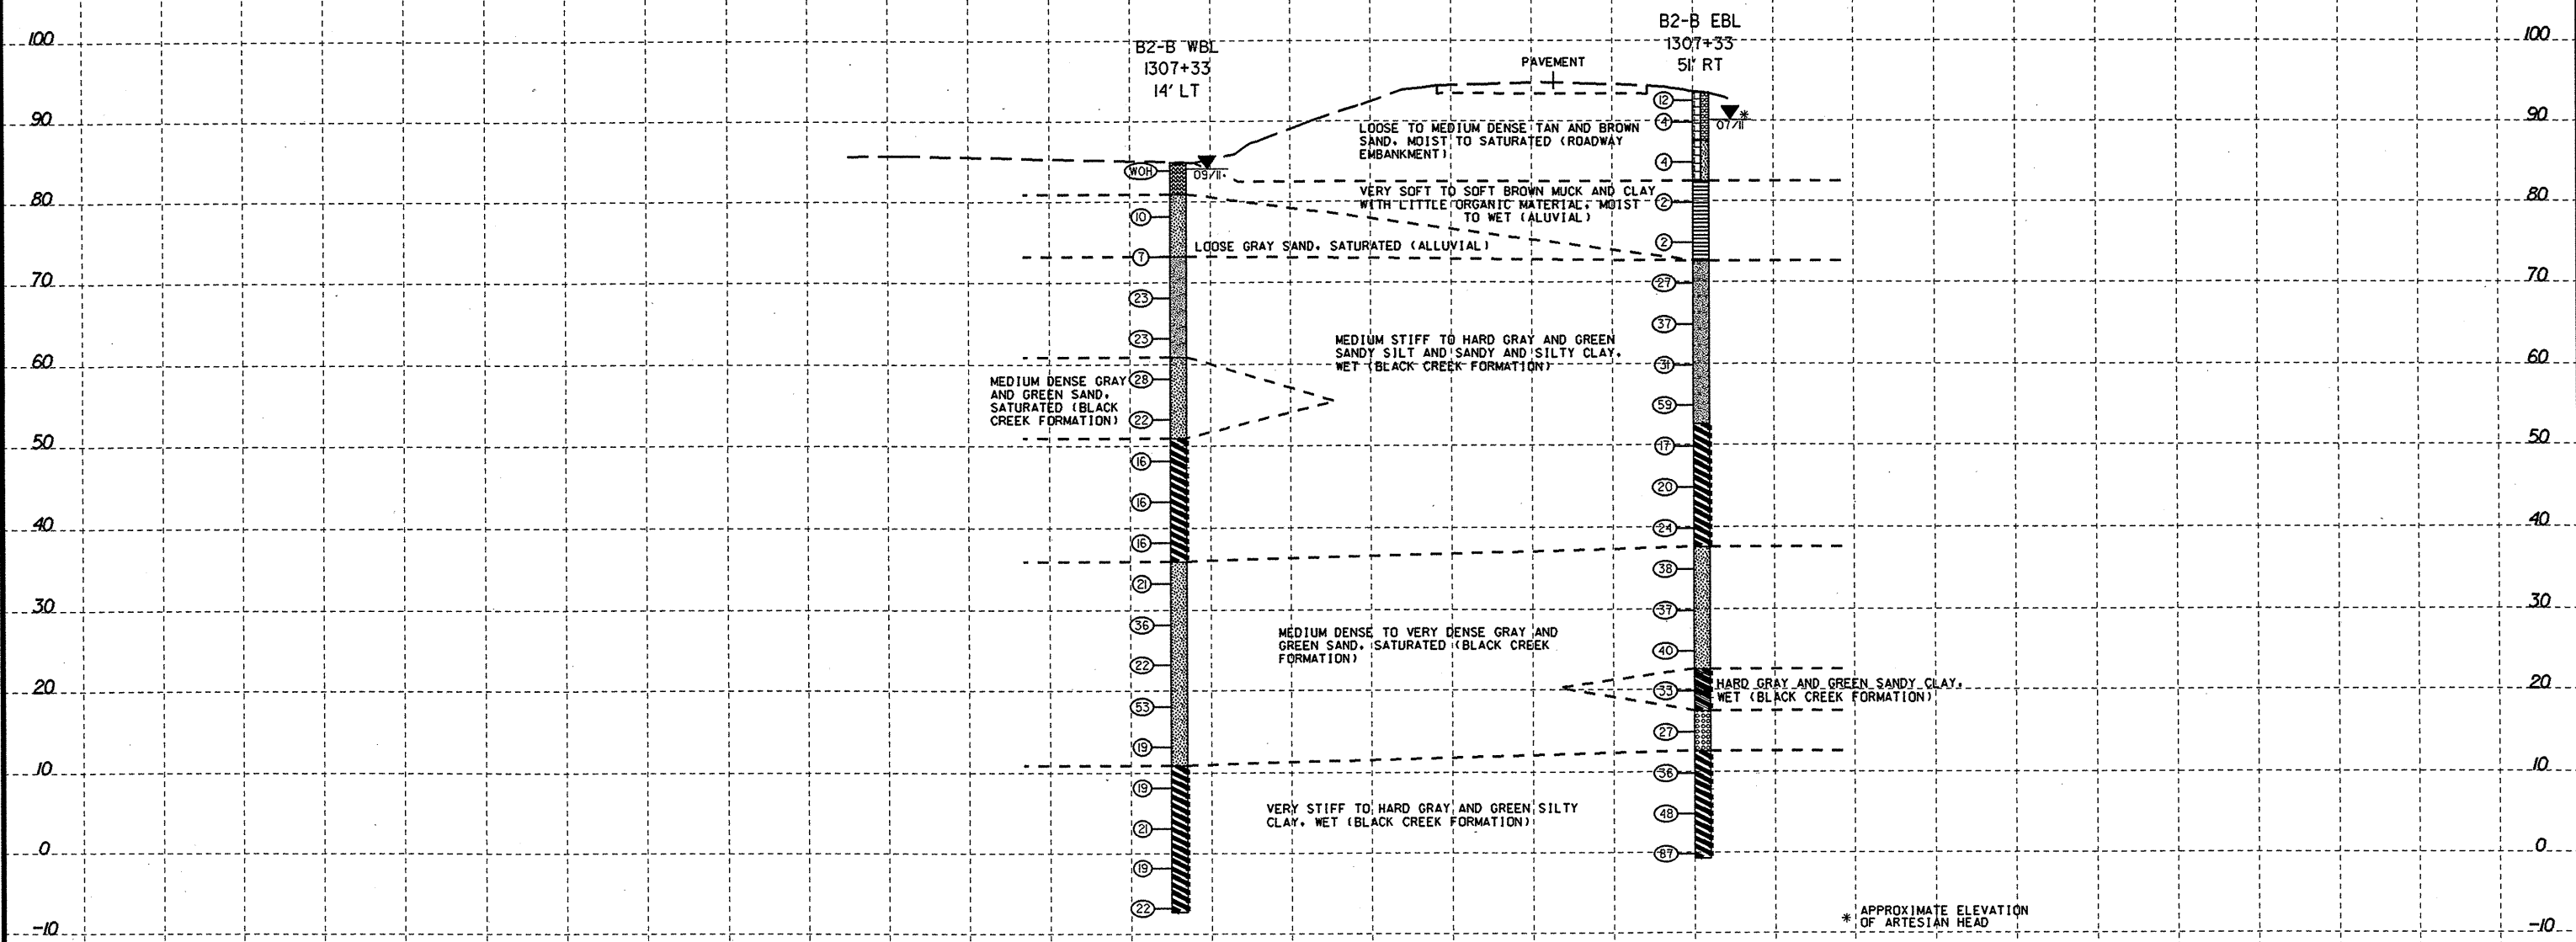 B2-B EBL
1307+33
51' RT
B2-B WBL
1307+33
14' LT
100
100
PAVEMENT
12
4
4
2
2
27
37
31
59
17
20
24
38
37
40
33
27
36
48
87
07/11
*
90
90
LOOSE TO MEDIUM DENSE TAN AND BROWN
SAND, MOIST TO SATURATED (ROADWAY
EMBANKMENT)
WOH
10
7
23
23
28
22
16
16
16
21
36
22
53
19
19
21
19
22
09/11
80
80
VERY SOFT TO SOFT BROWN MUCK AND CLAY
WITH LITTLE ORGANIC MATERIAL, MOIST
TO WET (ALUVIAL)
LOOSE GRAY SAND, SATURATED (ALLUVIAL)
70
70
MEDIUM STIFF TO HARD GRAY AND GREEN
SANDY SILT AND SANDY AND SILTY CLAY,
WET (BLACK CREEK FORMATION)
60
60
MEDIUM DENSE GRAY
AND GREEN SAND,
SATURATED (BLACK
CREEK FORMATION)
50
50
40
40
30
30
MEDIUM DENSE TO VERY DENSE GRAY AND
GREEN SAND, SATURATED (BLACK CREEK
FORMATION)
20
20
HARD GRAY AND GREEN SANDY CLAY,
WET (BLACK CREEK FORMATION)
10
10
VERY STIFF TO HARD GRAY AND GREEN SILTY
CLAY, WET (BLACK CREEK FORMATION)
0
0
* APPROXIMATE ELEVATION
OF ARTESIAN HEAD
-10
-10